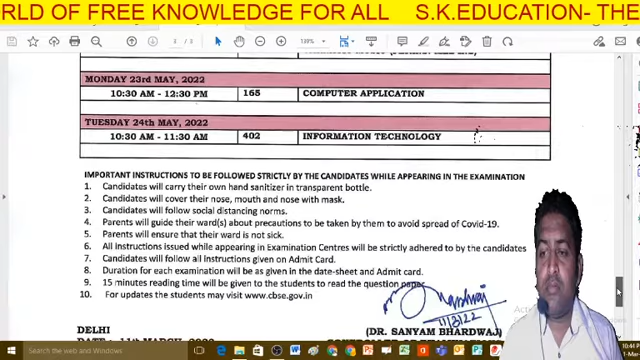 ORLD OF FREE KNOWLEDGE FOR ALL S.K.EDUCATION- THE
139%
MONDAY 23rd MAY, 2022
10:30 AM - 12:30 PM 165 COMPUTER APPLICATION
TUESDAY 24th MAY, 2022
10:30 AM - 11:30 AM 402 INFORMATION TECHNOLOGY
IMPORTANT INSTRUCTIONS TO BE FOLLOWED STRICTLY BY THE CANDIDATES WHILE APPEARING IN THE EXAMINATION
1. Candidates will carry their own hand sanitizer in transparent bottle.
2. Candidates will cover their nose, mouth and nose with mask.
3. Candidates will follow social distancing norms.
4. Parents will guide their ward(s) about precautions to be taken by them to avoid spread of Covid-19.
5. Parents will ensure that their ward is not sick.
6. All instructions issued while appearing in Examination Centres will be strictly adhered to by the candidates
7. Candidates will follow all instructions given on Admit Card.
8. Duration for each examination will be as given in the date-sheet and Admit card.
9. 15 minutes reading time will be given to the students to read the question paper
10. For updates the students may visit www.cbse.gov.in
11/3/22
DELHI (DR. SANYAM BHARDWAJ)
Search the web and Windows
10:44